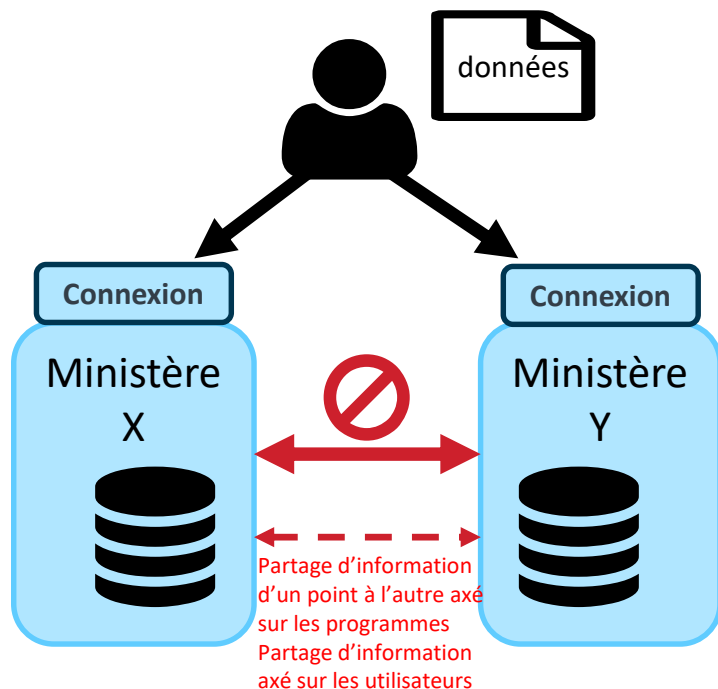 données
Connexion
Connexion
Ministère
X
Ministère
Y
Partage d’information
d’un point à l’autre axé
sur les programmes
Partage d’information
axé sur les utilisateurs